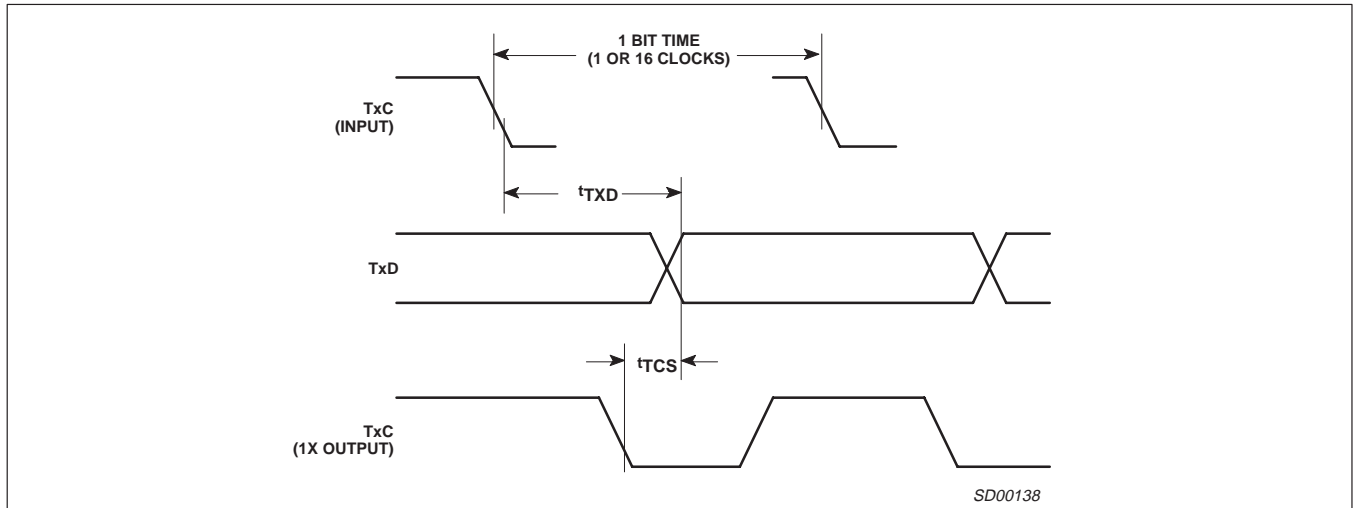 1 BIT TIME
(1 OR 16 CLOCKS)
TxC
(INPUT)
tTXD
TxD
tTCS
TxC
(1X OUTPUT)
SD00138